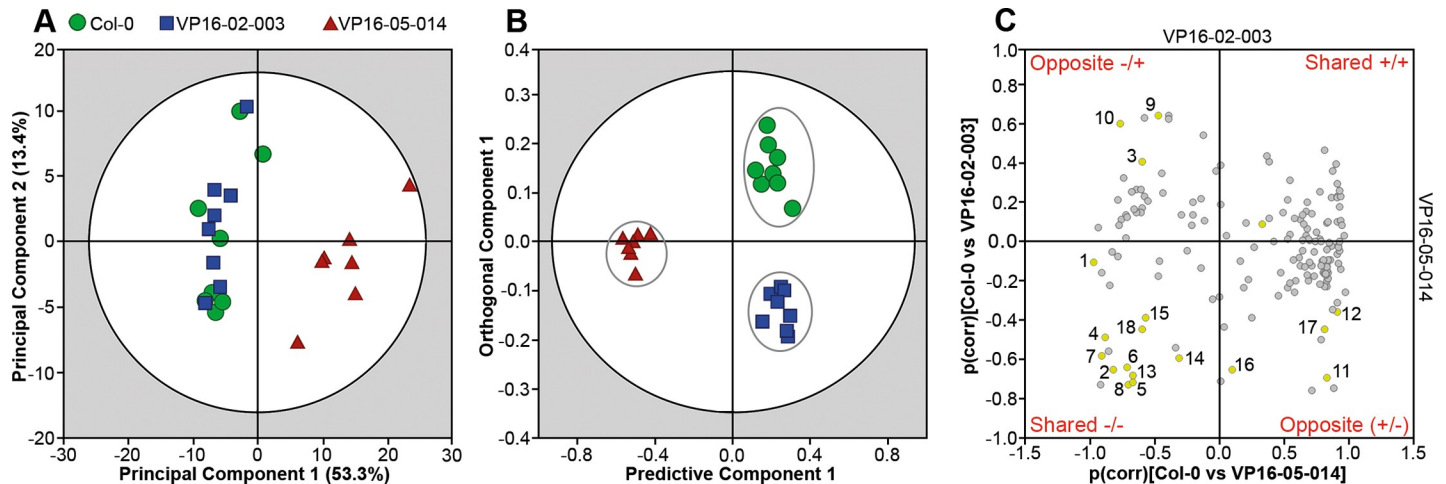 A Col-0 VP16-02-003 VP16-05-014
20
10
5
0
-5
-10
-20
-30 -20 -10 0 10 20 30
Principal Component 2 (13.4%)
Principal Component 1 (53.3%)
B
0.4
0.3
0.2
0.1
0.0
-0.1
-0.2
-0.3
-0.4
-0.8 -0.4 0.0 0.4 0.8
Orthogonal Component 1
Predictive Component 1
C
VP16-02-003
VP16-05-014
Opposite -/+ Shared +/+
1.0
0.8
0.6
0.4
0.2
0.0
-0.2
-0.4
-0.6
-0.8
-1.0
10 9
3
1
15
4 18
7 6 14
2 13
8 5
12
17
16 11
Shared -/- Opposite (+/-)
-1.5 -1.0 -0.5 0.0 0.5 1.0 1.5
p(corr)[Col-0 vs VP16-02-003]
p(corr)[Col-0 vs VP16-05-014]